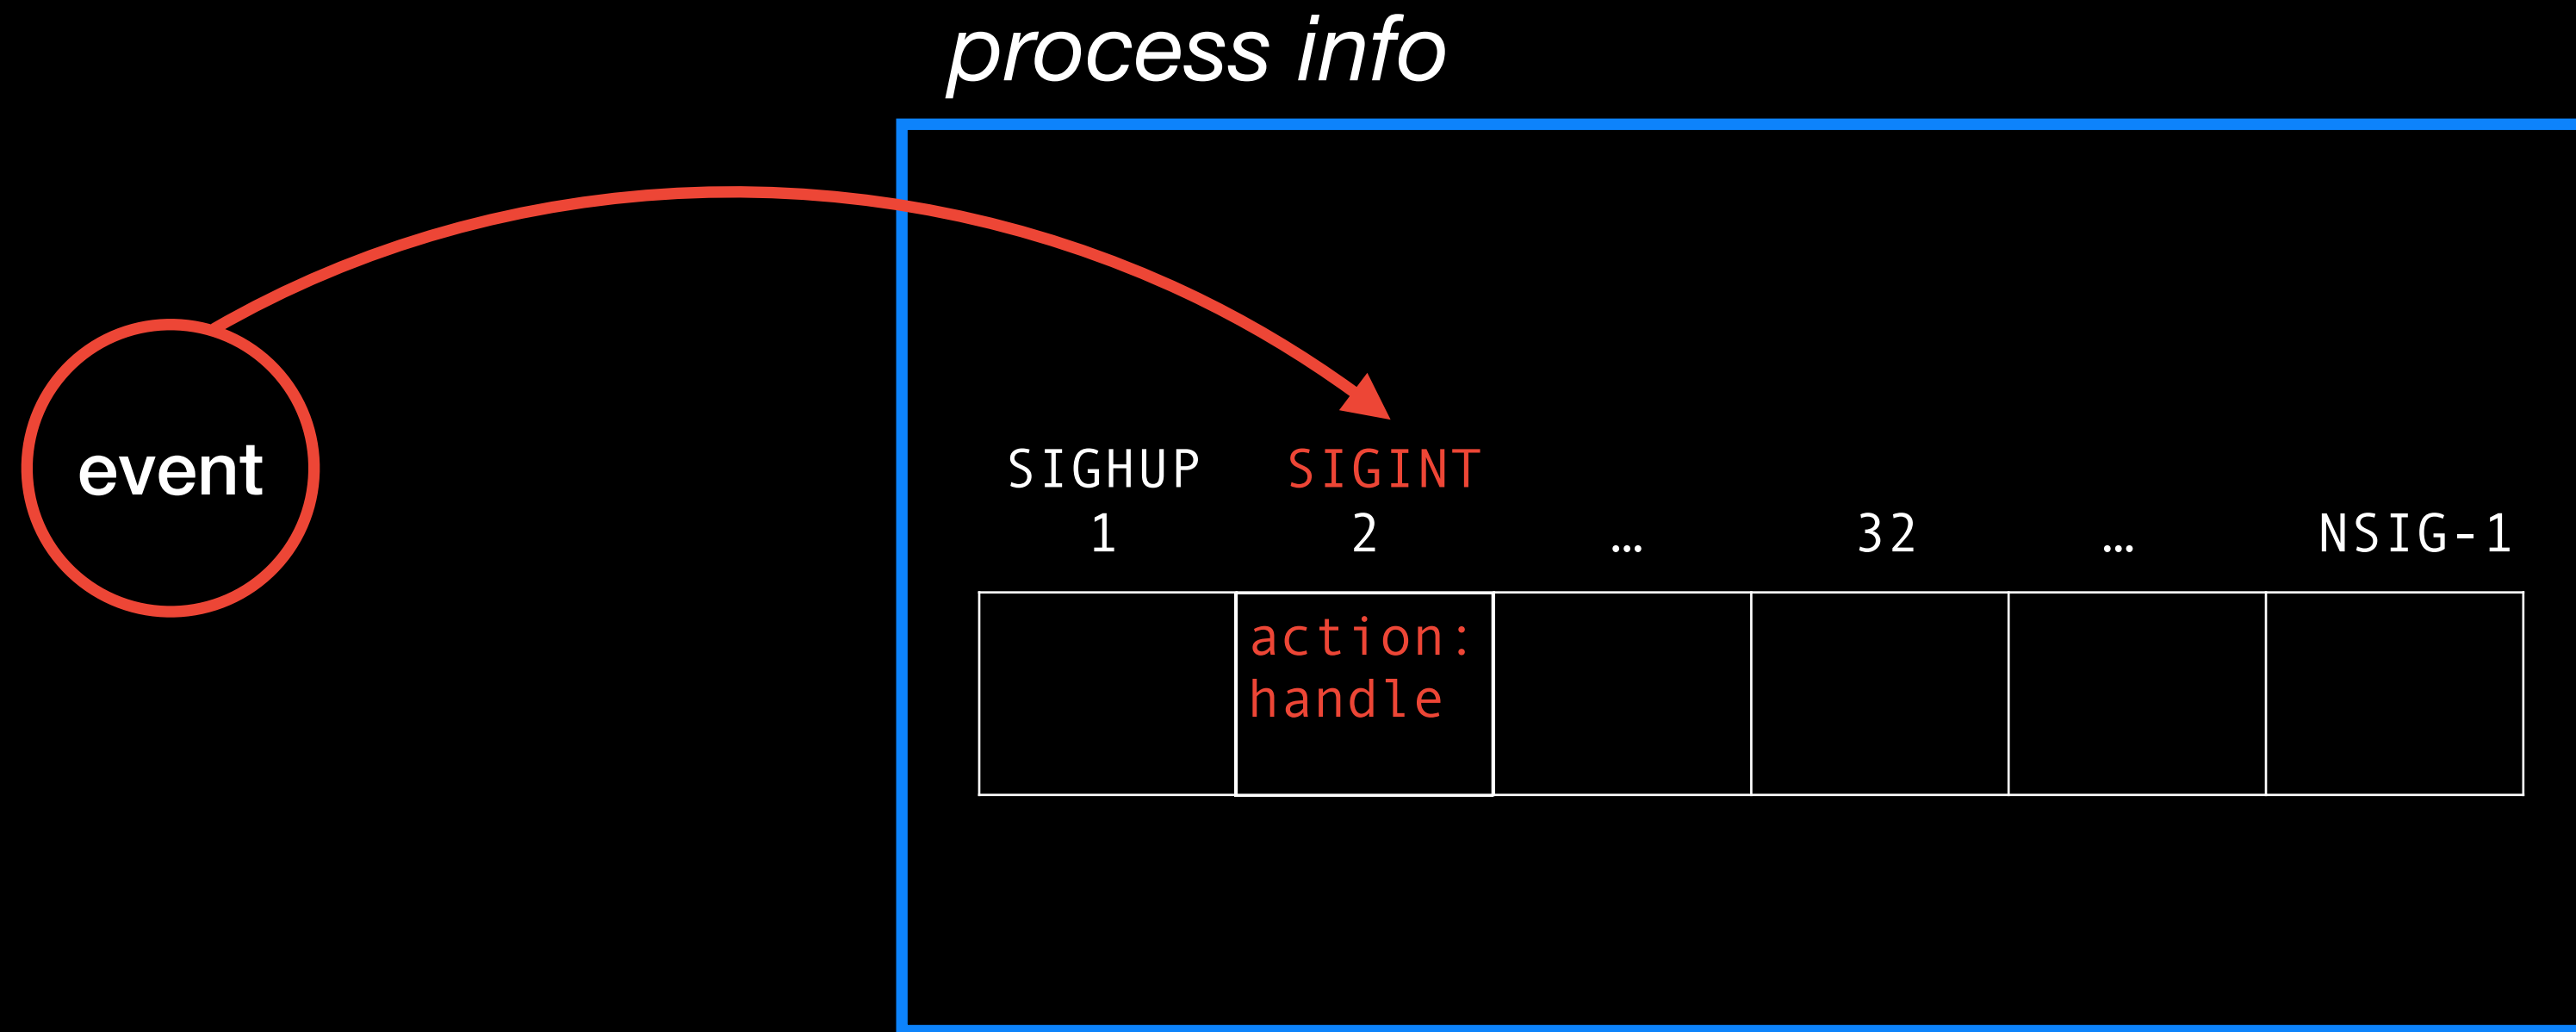 process info
event
SIGHUP SIGINT
1 2 … 32 … NSIG-1
action:
handle